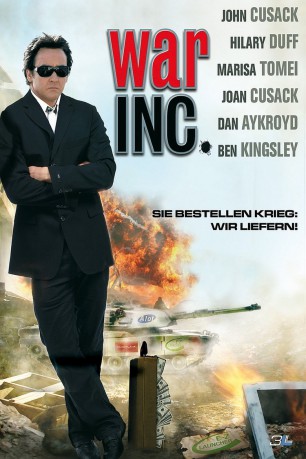 JOHN CUSACK
HILARY DUFF
MARISA TOMEI
JOAN CUSACK
DAN AYKROYD
BEN KINGSLEY
war
INC.
SIE BESTELLEN KRIEG:
WIR LIEFERN!
3L